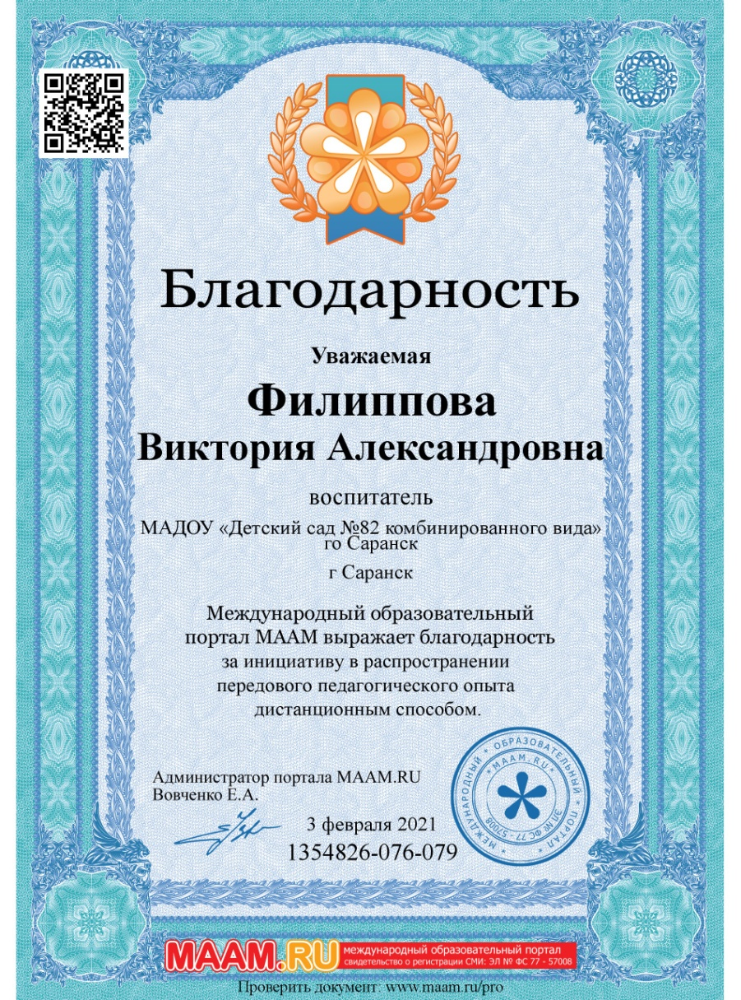 Благодарность
Уважаемая
Филиппова
Виктория Александровна
воспитатель
МАДОУ «Детский сад №82 комбинированного вида»
го Саранск
г Саранск
Международный образовательный
портал МААМ выражает благодарность
за инициативу в распространении
передового педагогического опыта
дистанционным способом.
Администратор портала MAAM.RU
Вовченко Е.А.
3 февраля 2021
1354826-076-079
* МЕЖДУНАРОДНЫЙ * ОБРАЗОВАТЕЛЬНЫЙ * ПОРТАЛ *
* MAAM.RU *
ЭЛ № ФС 77 - 57008
MAAM.RU
международный образовательный портал
свидетельство о регистрации СМИ: ЭЛ № ФС 77 - 57008
Проверить документ: www.maam.ru/pro